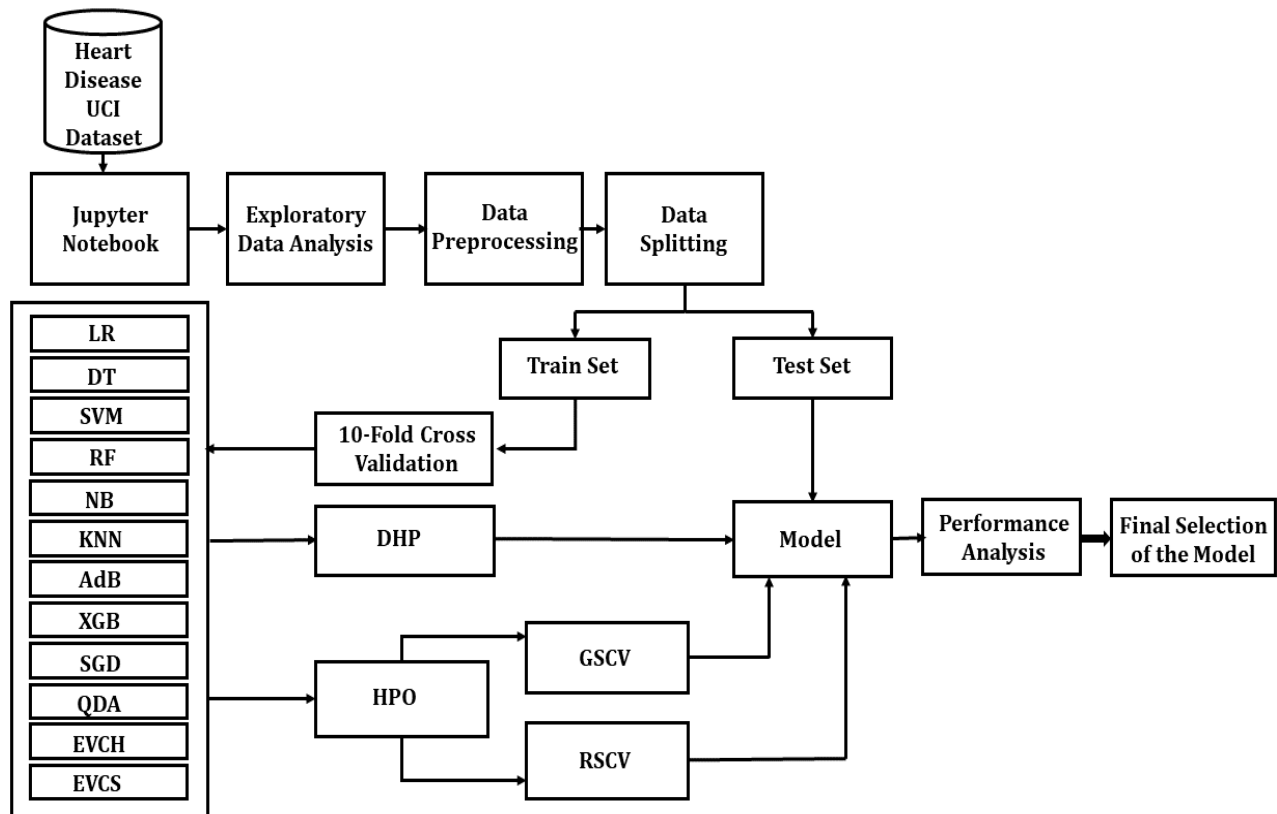 Heart
Disease
UCI
Dataset
Jupyter
Notebook
Exploratory
Data Analysis
Data
Preprocessing
Data
Splitting
Train Set
Test Set
LR
DT
SVM
RF
NB
KNN
AdB
XGB
SGD
QDA
EVCH
EVCS
10-Fold Cross
Validation
DHP
HPO
GSCV
RSCV
Model
Performance
Analysis
Final Selection
of the Model